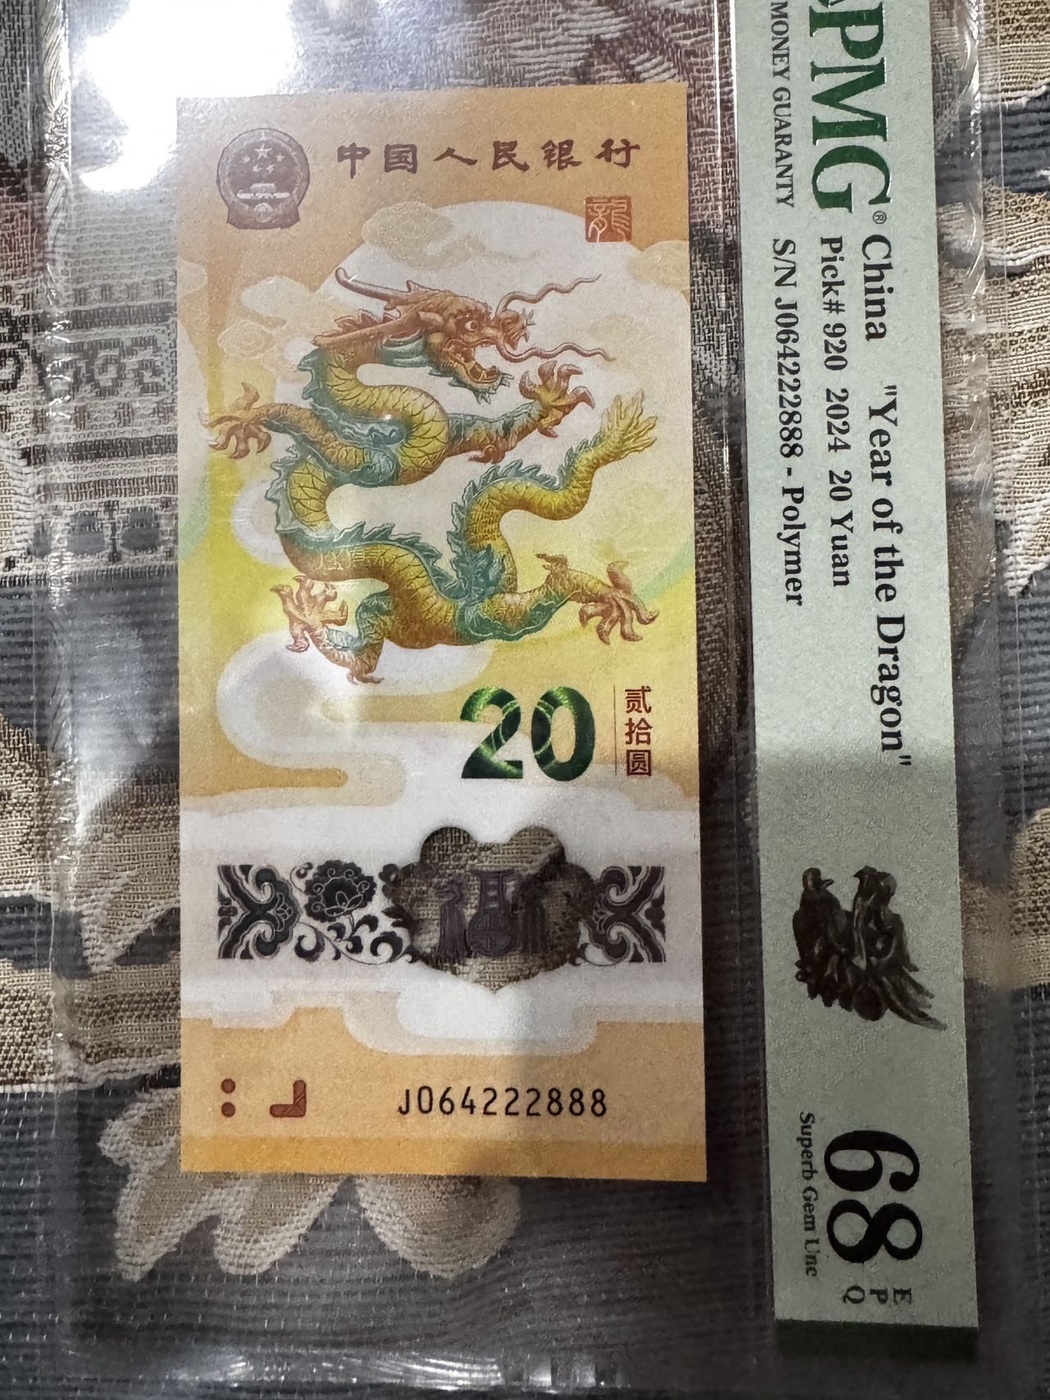 中国人民银行
龍
20
贰拾圆
J064222888
PMG®
MONEY GUARANTY
China "Year of the Dragon"
Pick# 920 2024 20 Yuan
S/N J064222888 - Polymer
68 EPQ
Superb Gem Unc